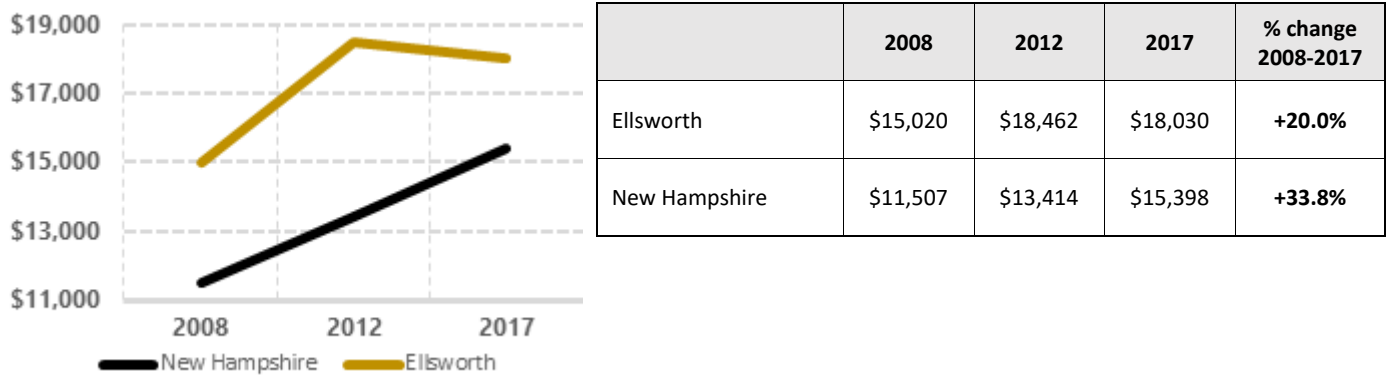 $19,000
$17,000
$15,000
$13,000
$11,000
2008 2012 2017
New Hampshire Ellsworth
2008 2012 2017 % change
2008-2017
Ellsworth $15,020 $18,462 $18,030 +20.0%
New Hampshire $11,507 $13,414 $15,398 +33.8%